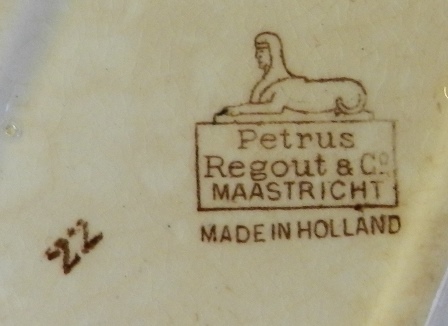 Petrus
Regout & Co.
MAASTRICHT
MADE IN HOLLAND
22